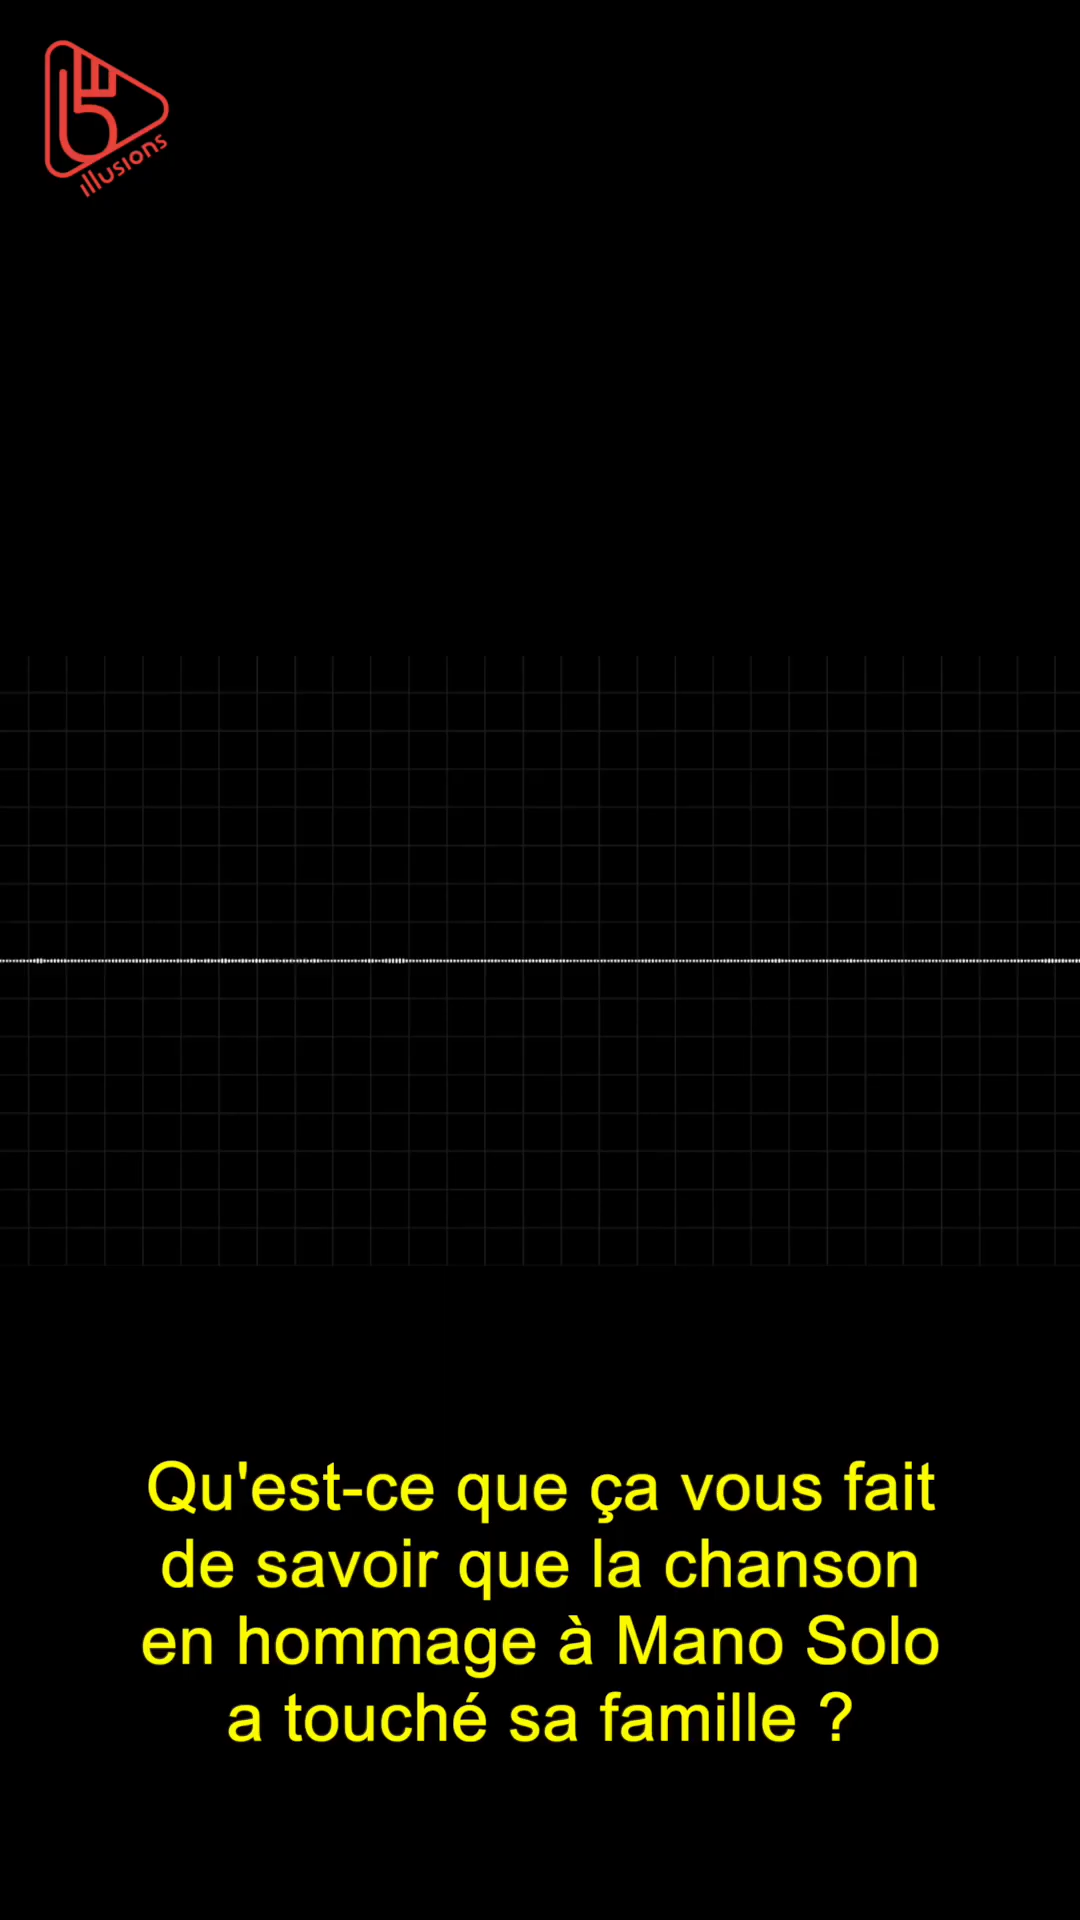 illusions
Qu'est-ce que ça vous fait
de savoir que la chanson
en hommage à Mano Solo
a touché sa famille ?